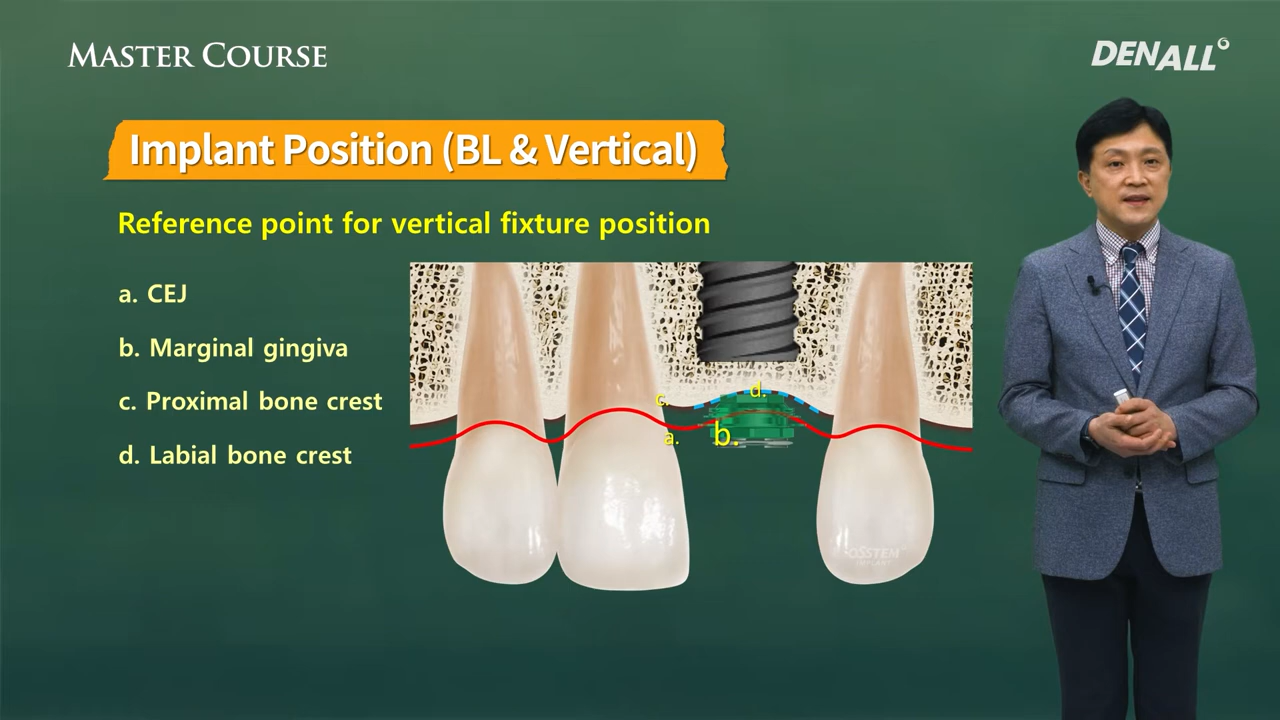 MASTER COURSE
DENALL
Implant Position (BL & Vertical)
Reference point for vertical fixture position
a. CEJ
b. Marginal gingiva
c. Proximal bone crest
d. Labial bone crest
d.
c.
a.
b.
OSSTEM
IMPLANT